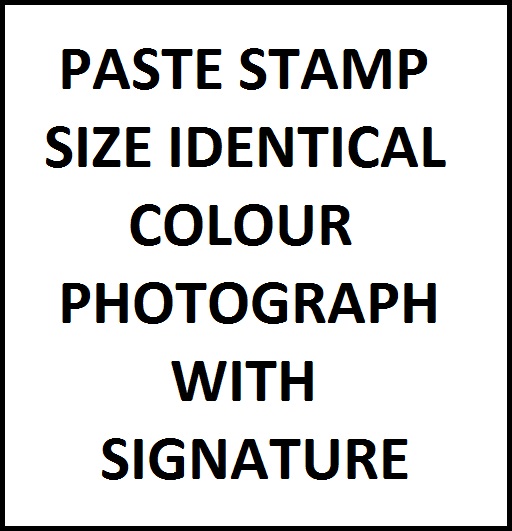 PASTE STAMP
SIZE IDENTICAL
COLOUR
PHOTOGRAPH
WITH
SIGNATURE